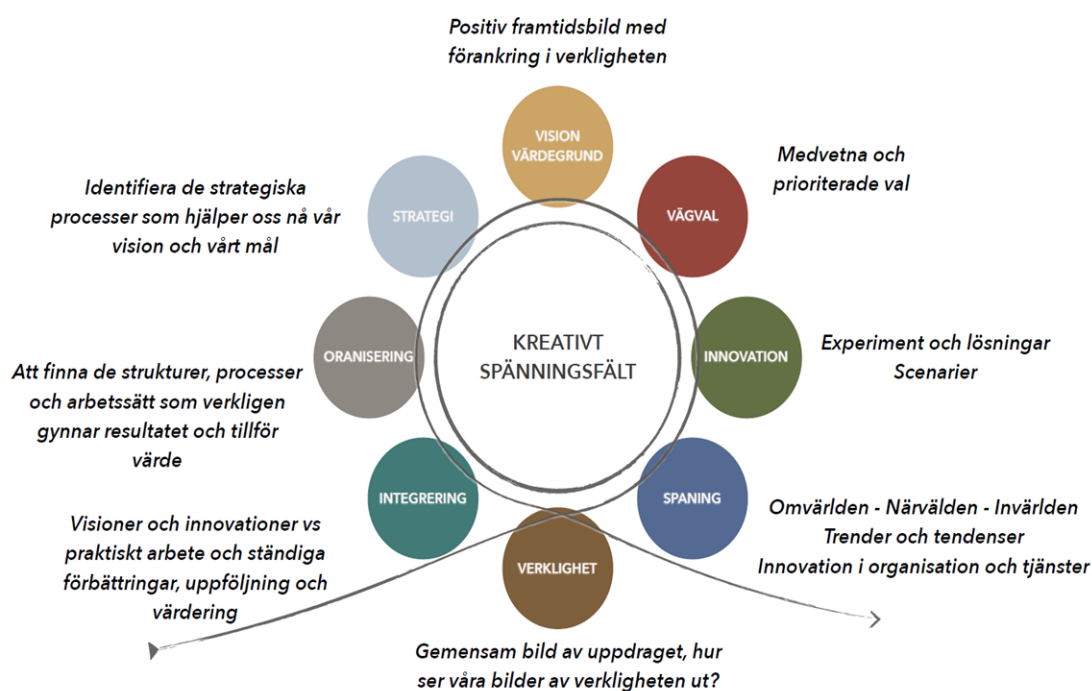 Positiv framtidsbild med
förankring i verkligheten
VISION
VÄRDEGRUND
Medvetna och
prioriterade val
VÄGVAL
Identifiera de strategiska
processer som hjälper oss nå vår
vision och vårt mål
STRATEGI
KREATIVT
SPÄNNINGSFÄLT
INNOVATION
Experiment och lösningar
Scenarier
ORANISERING
Att finna de strukturer, processer
och arbetssätt som verkligen
gynnar resultatet och tillför
värde
INTEGRERING
SPANING
Omvärlden - Närvälden - Invärlden
Trender och tendenser
Innovation i organisation och tjänster
Visioner och innovationer vs
praktiskt arbete och ständiga
förbättringar, uppföljning och
värdering
VERKLIGHET
Gemensam bild av uppdraget, hur
ser våra bilder av verkligheten ut?